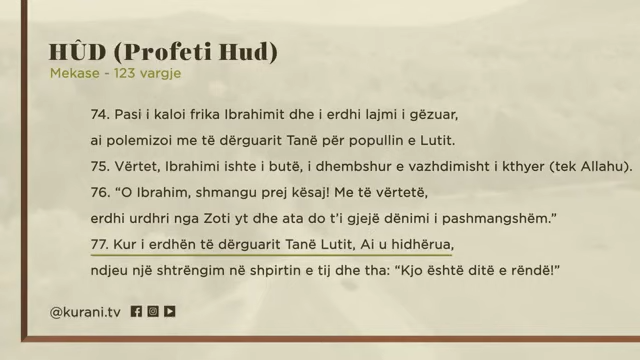 HÛD (Profeti Hud)
Mekase - 123 vargje
74. Pasi i kaloi frika Ibrahimit dhe i erdhi lajmi i gëzuar,
ai polemizoi me të dërguarit Tanë për popullin e Lutit.
75. Vërtet, Ibrahimi ishte i butë, i dhembshur e vazhdimisht i kthyer (tek Allahu).
76. “O Ibrahim, shmangu prej kësaj! Me të vërtetë,
erdhi urdhri nga Zoti yt dhe ata do t’i gjejë dënimi i pashmangshëm.”
77. Kur i erdhën të dërguarit Tanë Lutit, Ai u hidhërua,
ndjeu një shtrëngim në shpirtin e tij dhe tha: “Kjo është ditë e rëndë!”
@kurani.tv